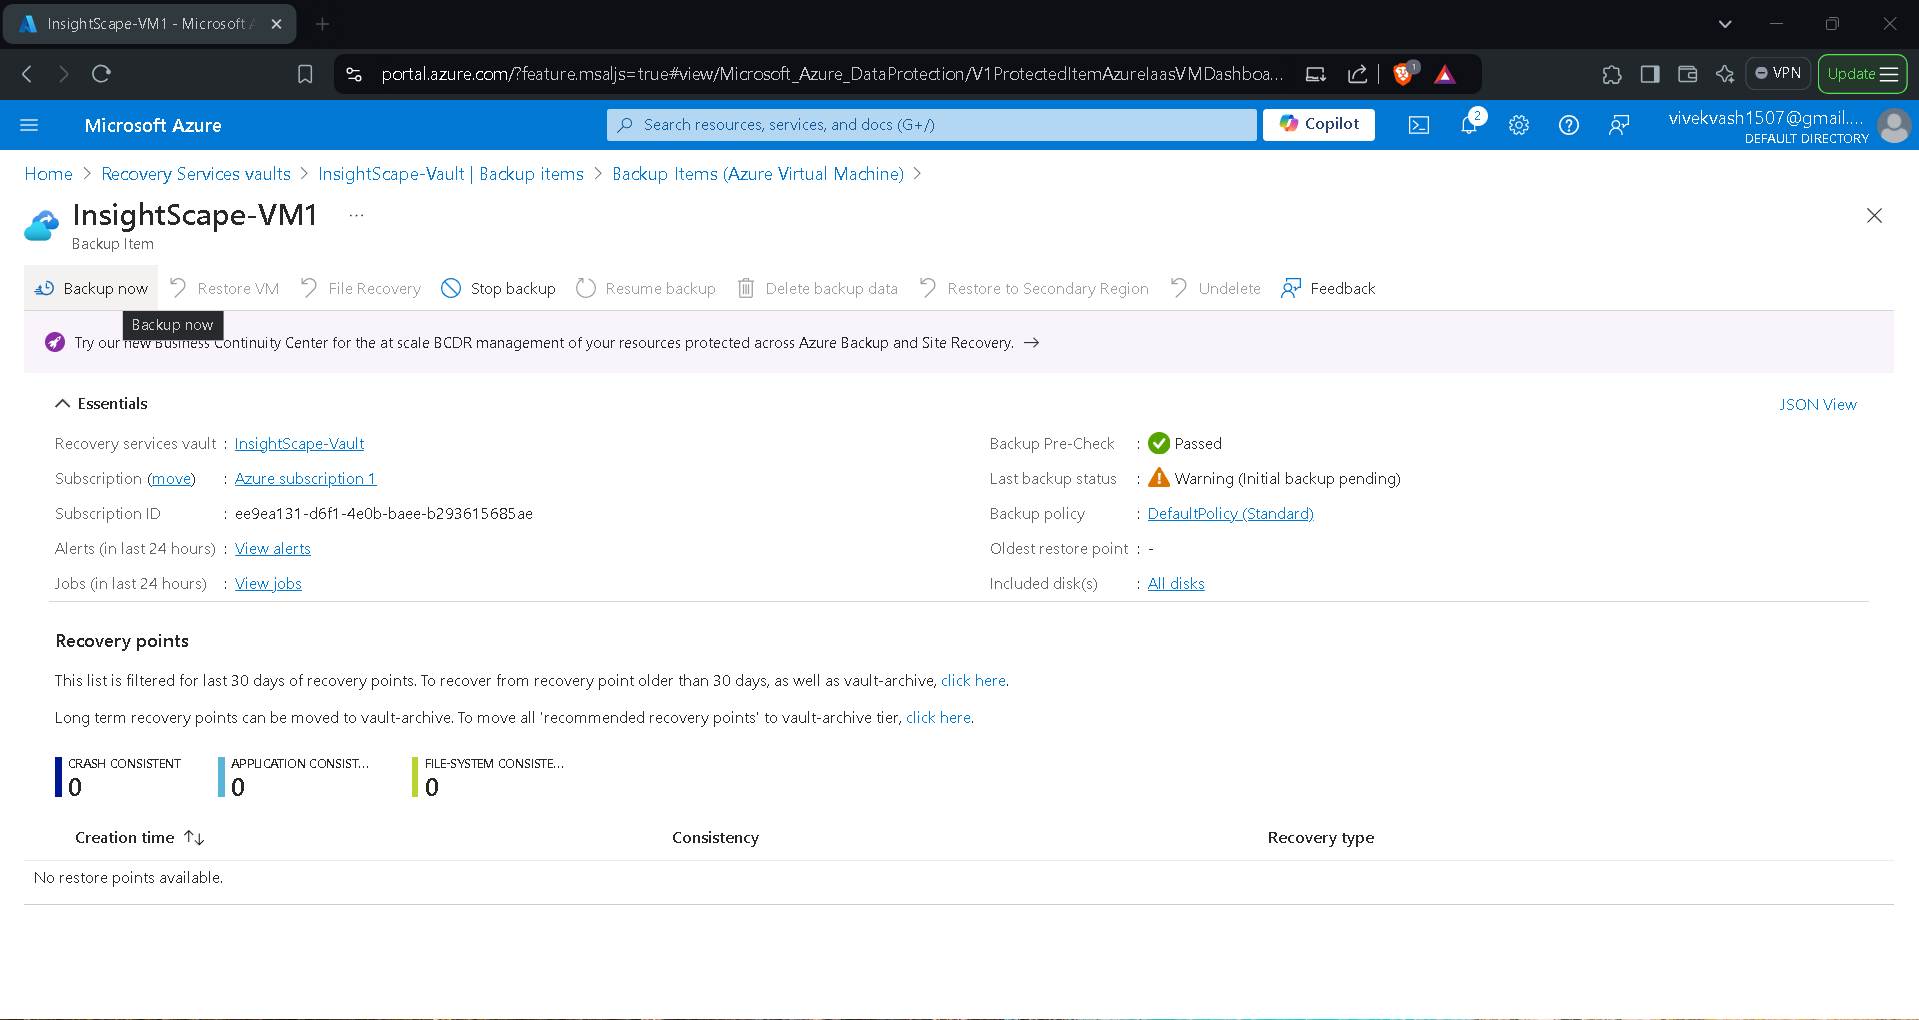 InsightScape-VM1 - Microsoft A
portal.azure.com/?feature.msaljs=true#view/Microsoft_Azure_DataProtection/V1ProtectedItemAzureIaasVMDashboa...
1
VPN
Update
Microsoft Azure
Search resources, services, and docs (G+/)
Copilot
2
vivekvash1507@gmail....
DEFAULT DIRECTORY
Home > Recovery Services vaults > InsightScape-Vault | Backup items > Backup Items (Azure Virtual Machine) >
InsightScape-VM1 ...
Backup Item
Backup now Restore VM File Recovery Stop backup Resume backup Delete backup data Restore to Secondary Region Undelete Feedback
Backup now
Try our new Business Continuity Center for the at scale BCDR management of your resources protected across Azure Backup and Site Recovery. →
Essentials
JSON View
Recovery services vault : InsightScape-Vault
Subscription (move) : Azure subscription 1
Subscription ID : ee9ea131-d6f1-4e0b-baee-b293615685ae
Alerts (in last 24 hours) : View alerts
Jobs (in last 24 hours) : View jobs
Backup Pre-Check : Passed
Last backup status : Warning (Initial backup pending)
Backup policy : DefaultPolicy (Standard)
Oldest restore point : -
Included disk(s) : All disks
Recovery points
This list is filtered for last 30 days of recovery points. To recover from recovery point older than 30 days, as well as vault-archive, click here.
Long term recovery points can be moved to vault-archive. To move all 'recommended recovery points' to vault-archive tier, click here.
CRASH CONSISTENT
0
APPLICATION CONSIST...
0
FILE-SYSTEM CONSISTE...
0
Creation time ↑↓ Consistency Recovery type
No restore points available.